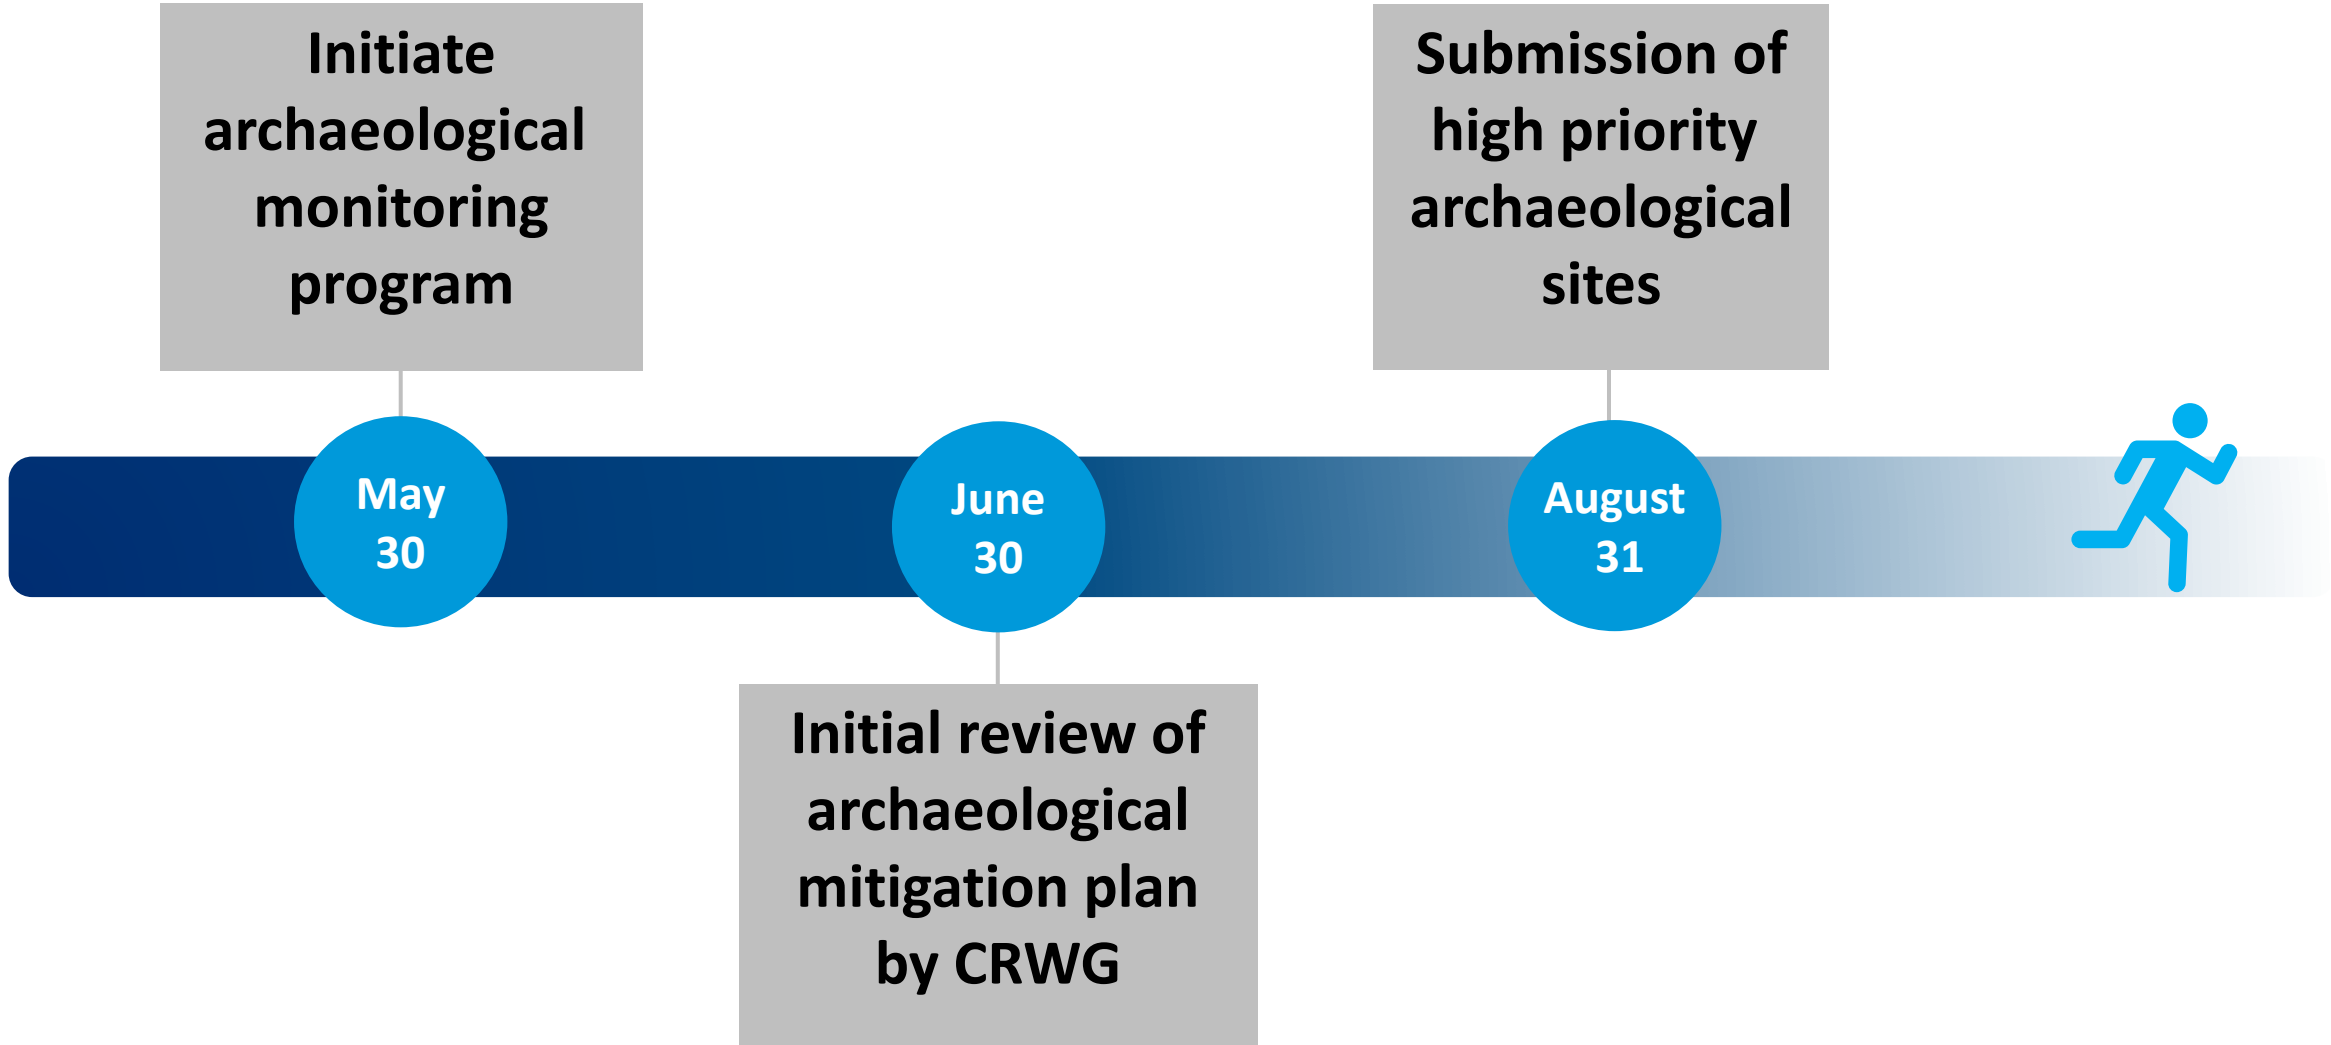 Initiate
archaeological
monitoring
program
May
30
June
30
Initial review of
archaeological
mitigation plan
by CRWG
Submission of
high priority
archaeological
sites
August
31